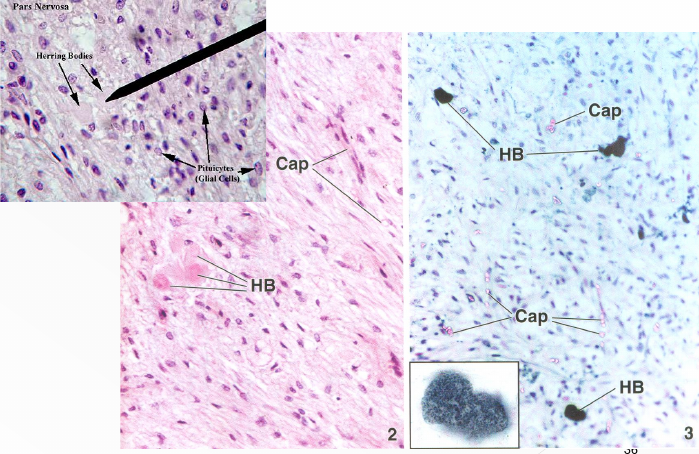 Pars Nervosa
Herring Bodies
Pituicytes
(Glial Cells)
Cap
HB
2
Cap
HB
Cap
HB
3
36